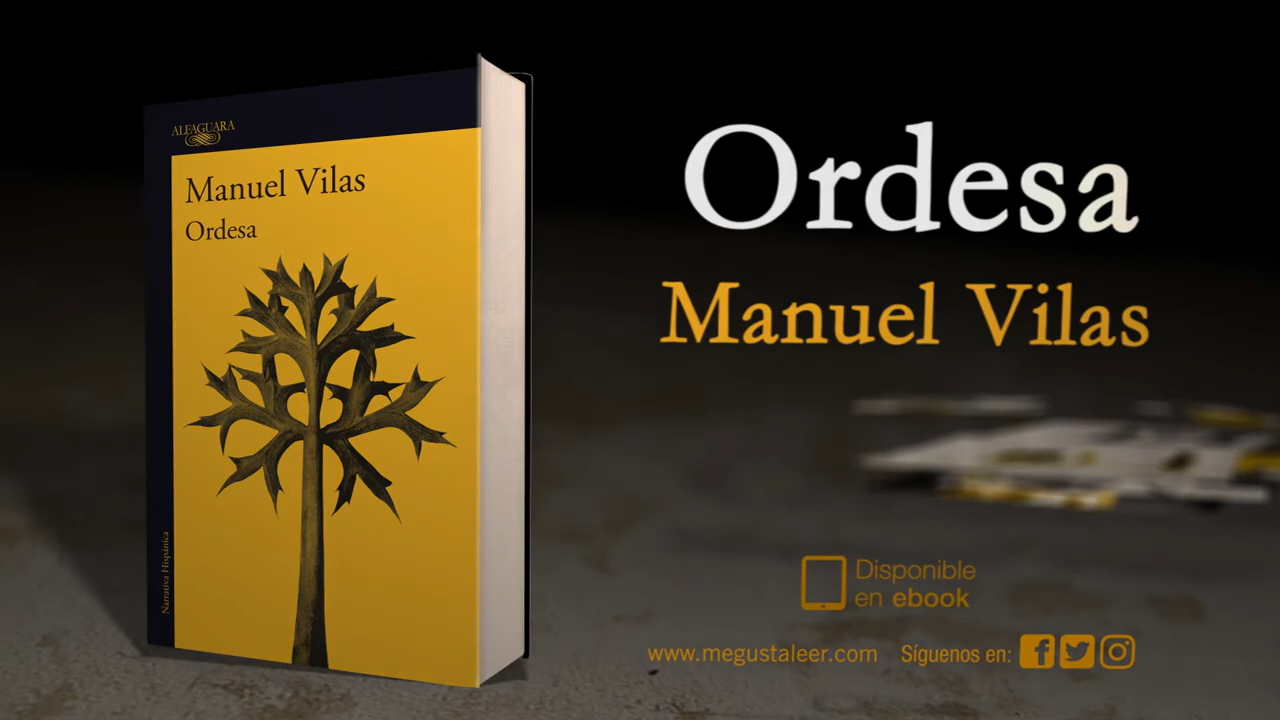 ALFAGUARA
Manuel Vilas
Ordesa
Narrativa Hispánica
Ordesa
Manuel Vilas
Disponible
en ebook
www.megustaleer.com Síguenos en: